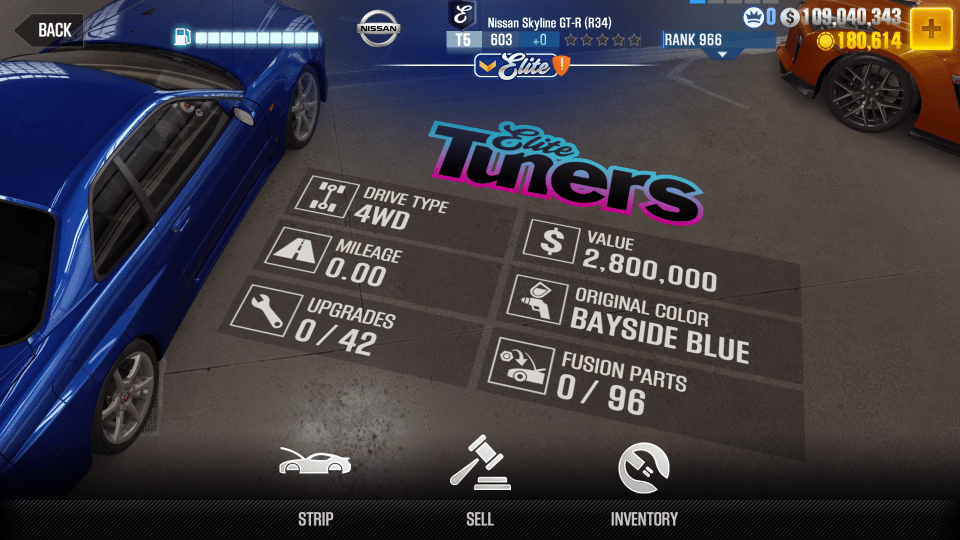 BACK
NISSAN
Nissan Skyline GT-R (R34)
T5 603 +0
RANK 966
0 $ 109,040,343
180,614
Elite
Elite
Tuners
DRIVE TYPE
4WD
MILEAGE
0.00
UPGRADES
0 / 42
$
VALUE
2,800,000
ORIGINAL COLOR
BAYSIDE BLUE
FUSION PARTS
0 / 96
STRIP
SELL
INVENTORY